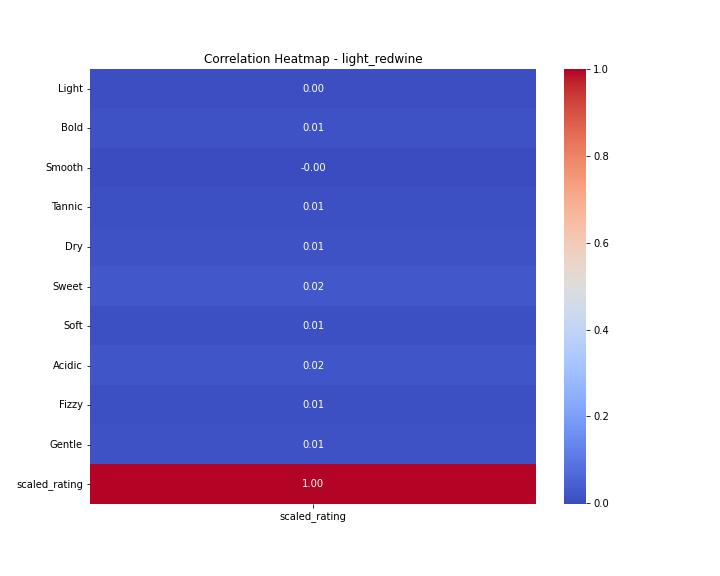 Correlation Heatmap - light_redwine
Light 0.00
Bold 0.01
Smooth -0.00
Tannic 0.01
Dry 0.01
Sweet 0.02
Soft 0.01
Acidic 0.02
Fizzy 0.01
Gentle 0.01
scaled_rating 1.00
scaled_rating
1.0
0.8
0.6
0.4
0.2
0.0